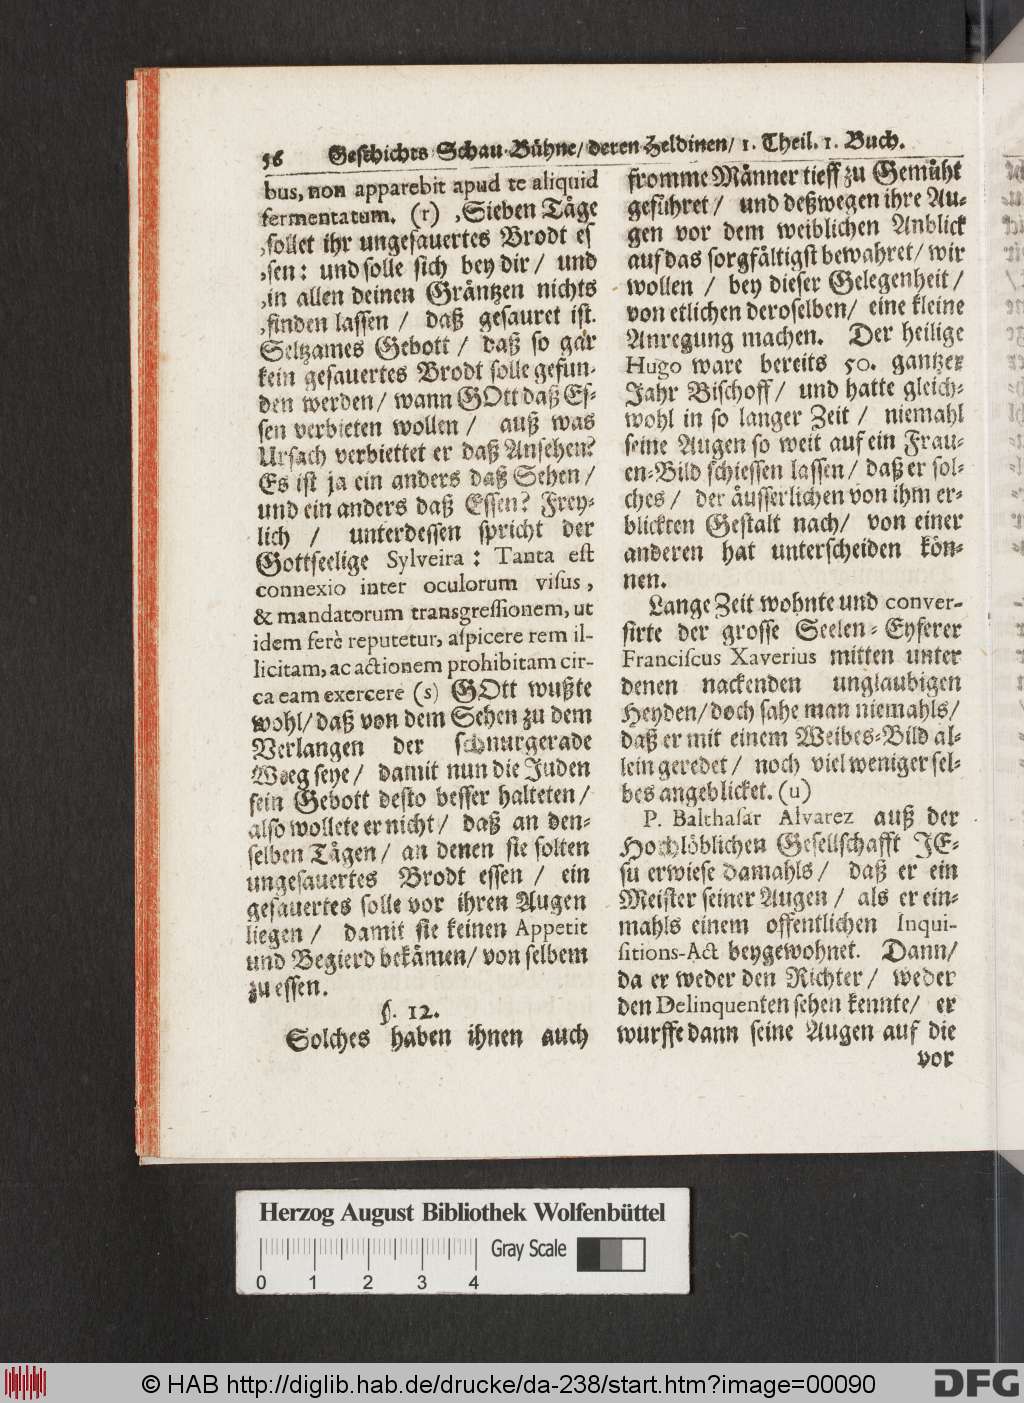 56 Geschichts Schau-Bühne/ deren Heldinen/ 1. Theil. 1. Buch.
bus, non apparebit apud te aliquid
fermentatum. (r) ‚Sieben Tåge
‚sollet ihr ungesauertes Brodt es
‚sen: und solle sich bey dir/ und
‚in allen deinen Gräntzen nichts
‚finden lassen / daß gesauret ist.
Seltzames Gebott / daß so gar
kein gesauertes Brodt solle gefun-
den werden/ wann GOtt daß Es-
sen verbieten wollen / auß was
Ursach verbiettet er daß Ansehen?
Es ist ja ein anders daß Sehen /
und ein anders daß Essen? Frey-
lich / unterdessen spricht der
Gottseelige Sylveira: Tanta est
connexio inter oculorum visus,
& mandatorum transgressionem, ut
idem ferè reputetur, aspicere rem il-
licitam, ac actionem prohibitam cir-
ca eam exercere (s) GOtt wußte
wohl/ daß von dem Sehen zu dem
Verlangen der schnurgerade
Weeg seye / damit nun die Juden
sein Gebott desto besser halteten /
also wollete er nicht/ daß an den-
selben Tågen / an denen sie solten
ungesauertes Brodt essen / ein
gesauertes solle vor ihren Augen
liegen / damit sie keinen Appetit
und Begierd bekåmen/ von selbem
zu essen.
§. 12.
Solches haben ihnen auch
fromme Männer tieff zu Gemüht
geführet / und deßwegen ihre Au-
gen vor dem weiblichen Anblick
auf das sorgfåltigst bewahret/ wir
wollen / bey dieser Gelegenheit /
von etlichen deroselben/ eine kleine
Anregung machen. Der heilige
Hugo ware bereits 50. gantzer
Jahr Bischoff / und hatte gleich-
wohl in so langer Zeit / niemahl
seine Augen so weit auf ein Frau-
en-Bild schiessen lassen/ daß er sol-
ches / der äusserlichen von ihm er-
blickten Gestalt nach/ von einer
anderen hat unterscheiden kön-
nen.
Lange Zeit wohnte und conver-
sirte der grosse Seelen-Eyferer
Franciscus Xaverius mitten unter
denen nackenden unglaubigen
Heyden/ doch sahe man niemahls/
daß er mit einem Weibes-Bild al-
lein geredet / noch viel weniger sel-
bes angeblicket. (u)
P. Balthasar Alvarez auß der
Hochlöblichen Gesellschafft JE-
su erwiese damahls / daß er ein
Meister seiner Augen / als er ein-
mahls einem offentlichen Inqui-
sitions-Act beygewohnet. Dann/
da er weder den Richter / weder
den Delinquenten sehen kennte/ er
wurffe dann seine Augen auf die
vor
Herzog August Bibliothek Wolfenbüttel
Gray Scale
0 1 2 3 4
© HAB http://diglib.hab.de/drucke/da-238/start.htm?image=00090
DFG